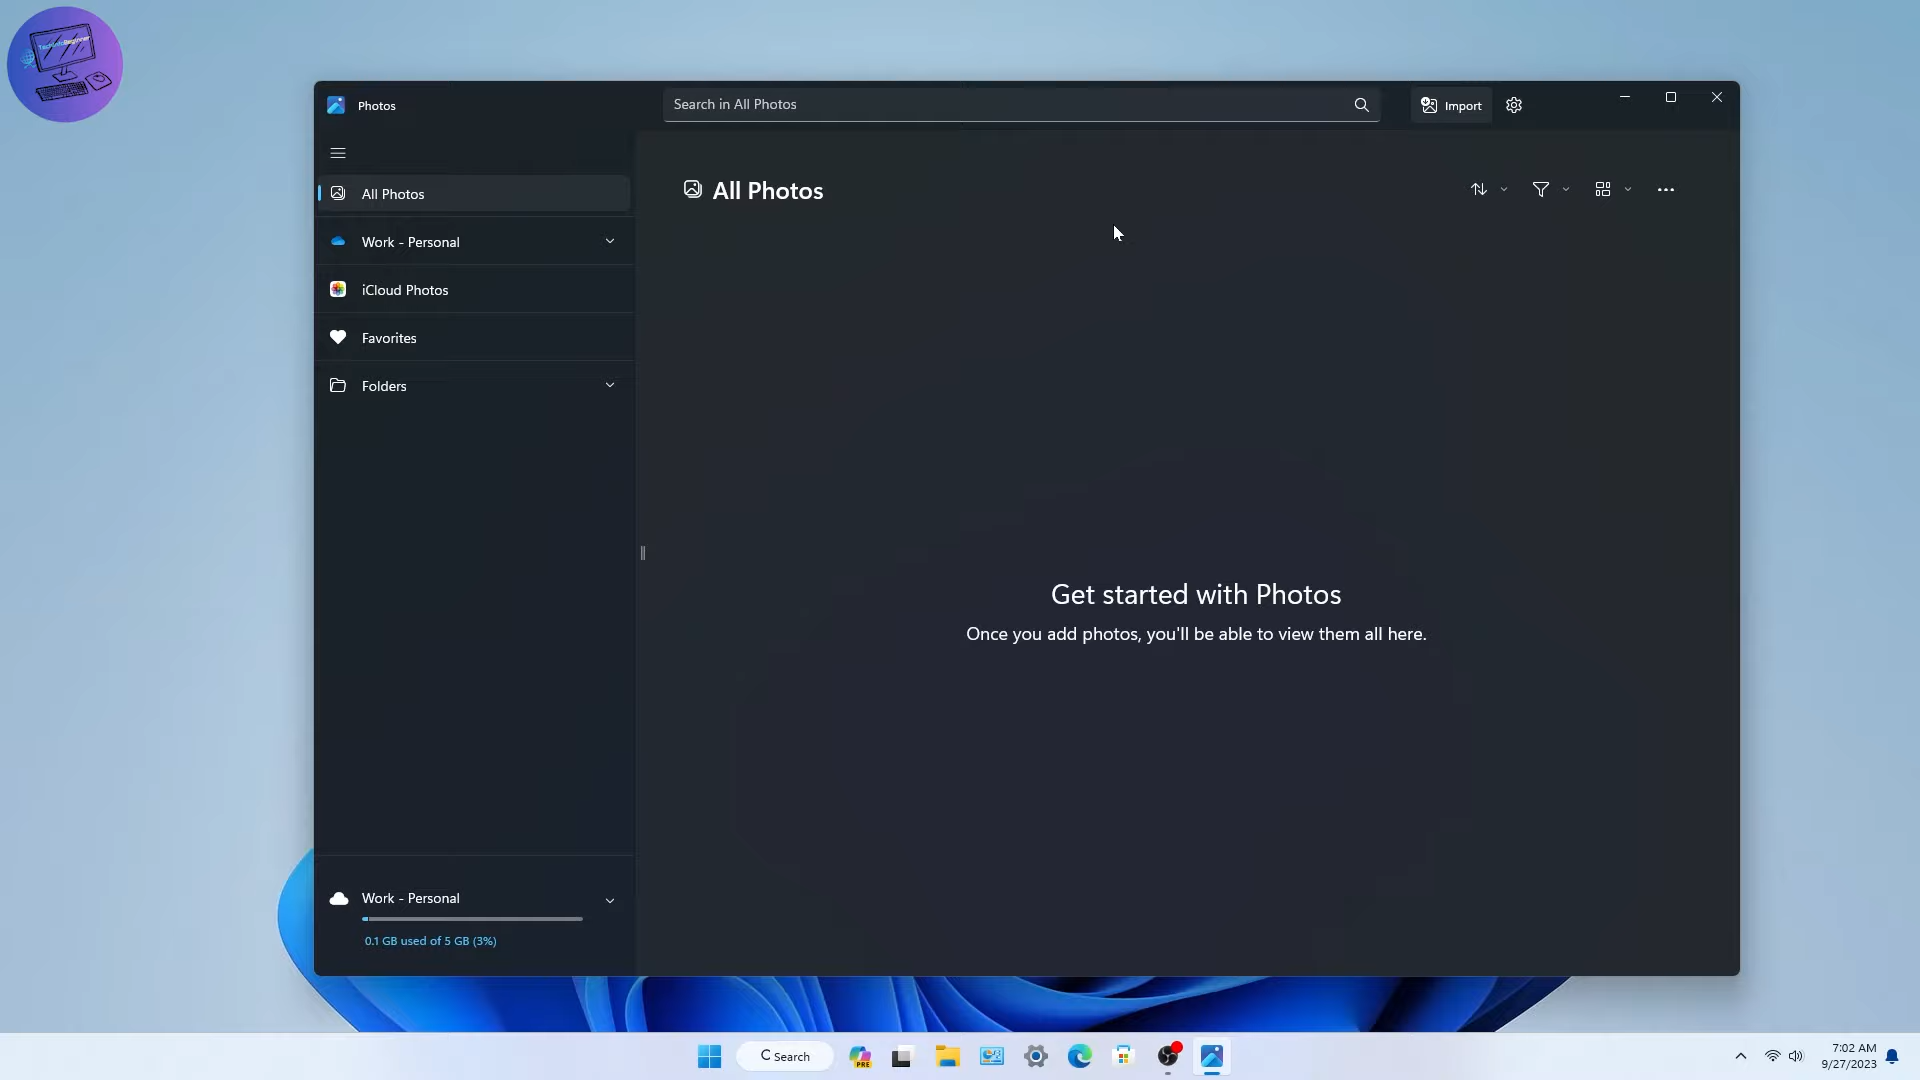 TechInfoBeginner
Photos
Search in All Photos
Import
All Photos
All Photos
Work - Personal
iCloud Photos
Favorites
Folders
Get started with Photos
Once you add photos, you'll be able to view them all here.
Work - Personal
0.1 GB used of 5 GB (3%)
Search
PRE
7:02 AM
9/27/2023